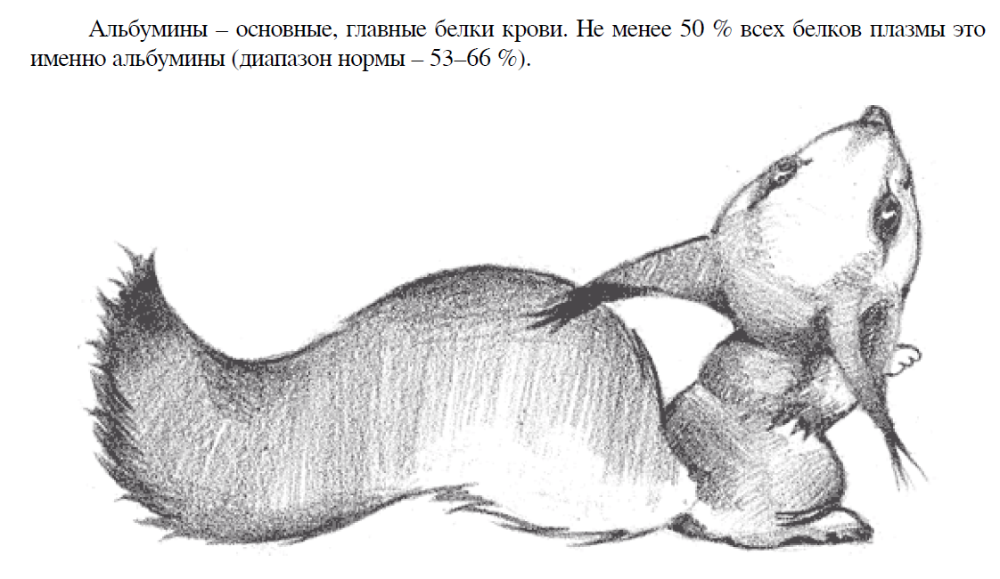 Альбумины – основные, главные белки крови. Не менее 50 % всех белков плазмы это
именно альбумины (диапазон нормы – 53–66 %).